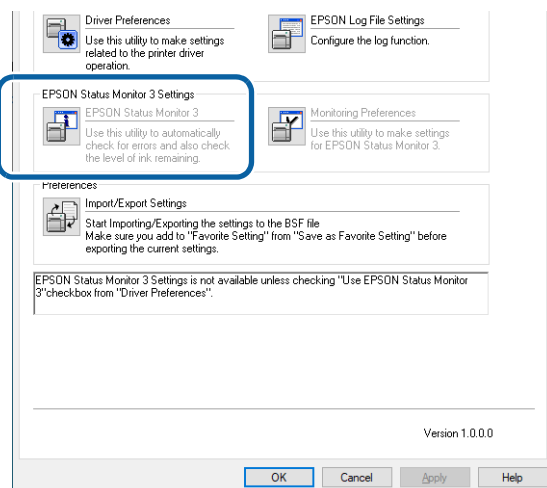 Driver Preferences
Use this utility to make settings
related to the printer driver
operation.
EPSON Log File Settings
Configure the log function.
EPSON Status Monitor 3 Settings
EPSON Status Monitor 3
Use this utility to automatically
check for errors and also check
the level of ink remaining.
Monitoring Preferences
Use this utility to make settings
for EPSON Status Monitor 3.
Preferences
Import/Export Settings
Start Importing/Exporting the settings to the BSF file
Make sure you add to "Favorite Setting" from "Save as Favorite Setting" before
exporting the current settings.
EPSON Status Monitor 3 Settings is not available unless checking "Use EPSON Status Monitor
3"checkbox from "Driver Preferences".
Version 1.0.0.0
OK Cancel Apply Help